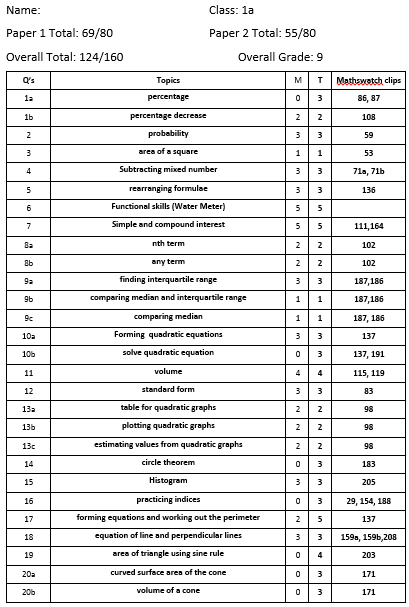 Name: Class: 1a
Paper 1 Total: 69/80 Paper 2 Total: 55/80
Overall Total: 124/160 Overall Grade: 9
Q's Topics M T Mathswatch clips
1a percentage 0 3 86, 87
1b percentage decrease 2 2 108
2 probability 3 3 59
3 area of a square 1 1 53
4 Subtracting mixed number 3 3 71a, 71b
5 rearranging formulae 3 3 136
6 Functional skills (Water Meter) 5 5
7 Simple and compound interest 5 5 111,164
8a nth term 2 2 102
8b any term 2 2 102
9a finding interquartile range 3 3 187,186
9b comparing median and interquartile range 1 1 187,186
9c comparing median 1 1 187, 186
10a Forming quadratic equations 3 3 137
10b solve quadratic equation 0 3 137, 191
11 volume 4 4 115, 119
12 standard form 3 3 83
13a table for quadratic graphs 2 2 98
13b plotting quadratic graphs 2 2 98
13c estimating values from quadratic graphs 2 2 98
14 circle theorem 0 3 183
15 Histogram 3 3 205
16 practicing indices 0 3 29, 154, 188
17 forming equations and working out the perimeter 2 5 137
18 equation of line and perpendicular lines 3 3 159a, 159b,208
19 area of triangle using sine rule 0 4 203
20a curved surface area of the cone 0 3 171
20b volume of a cone 0 3 171